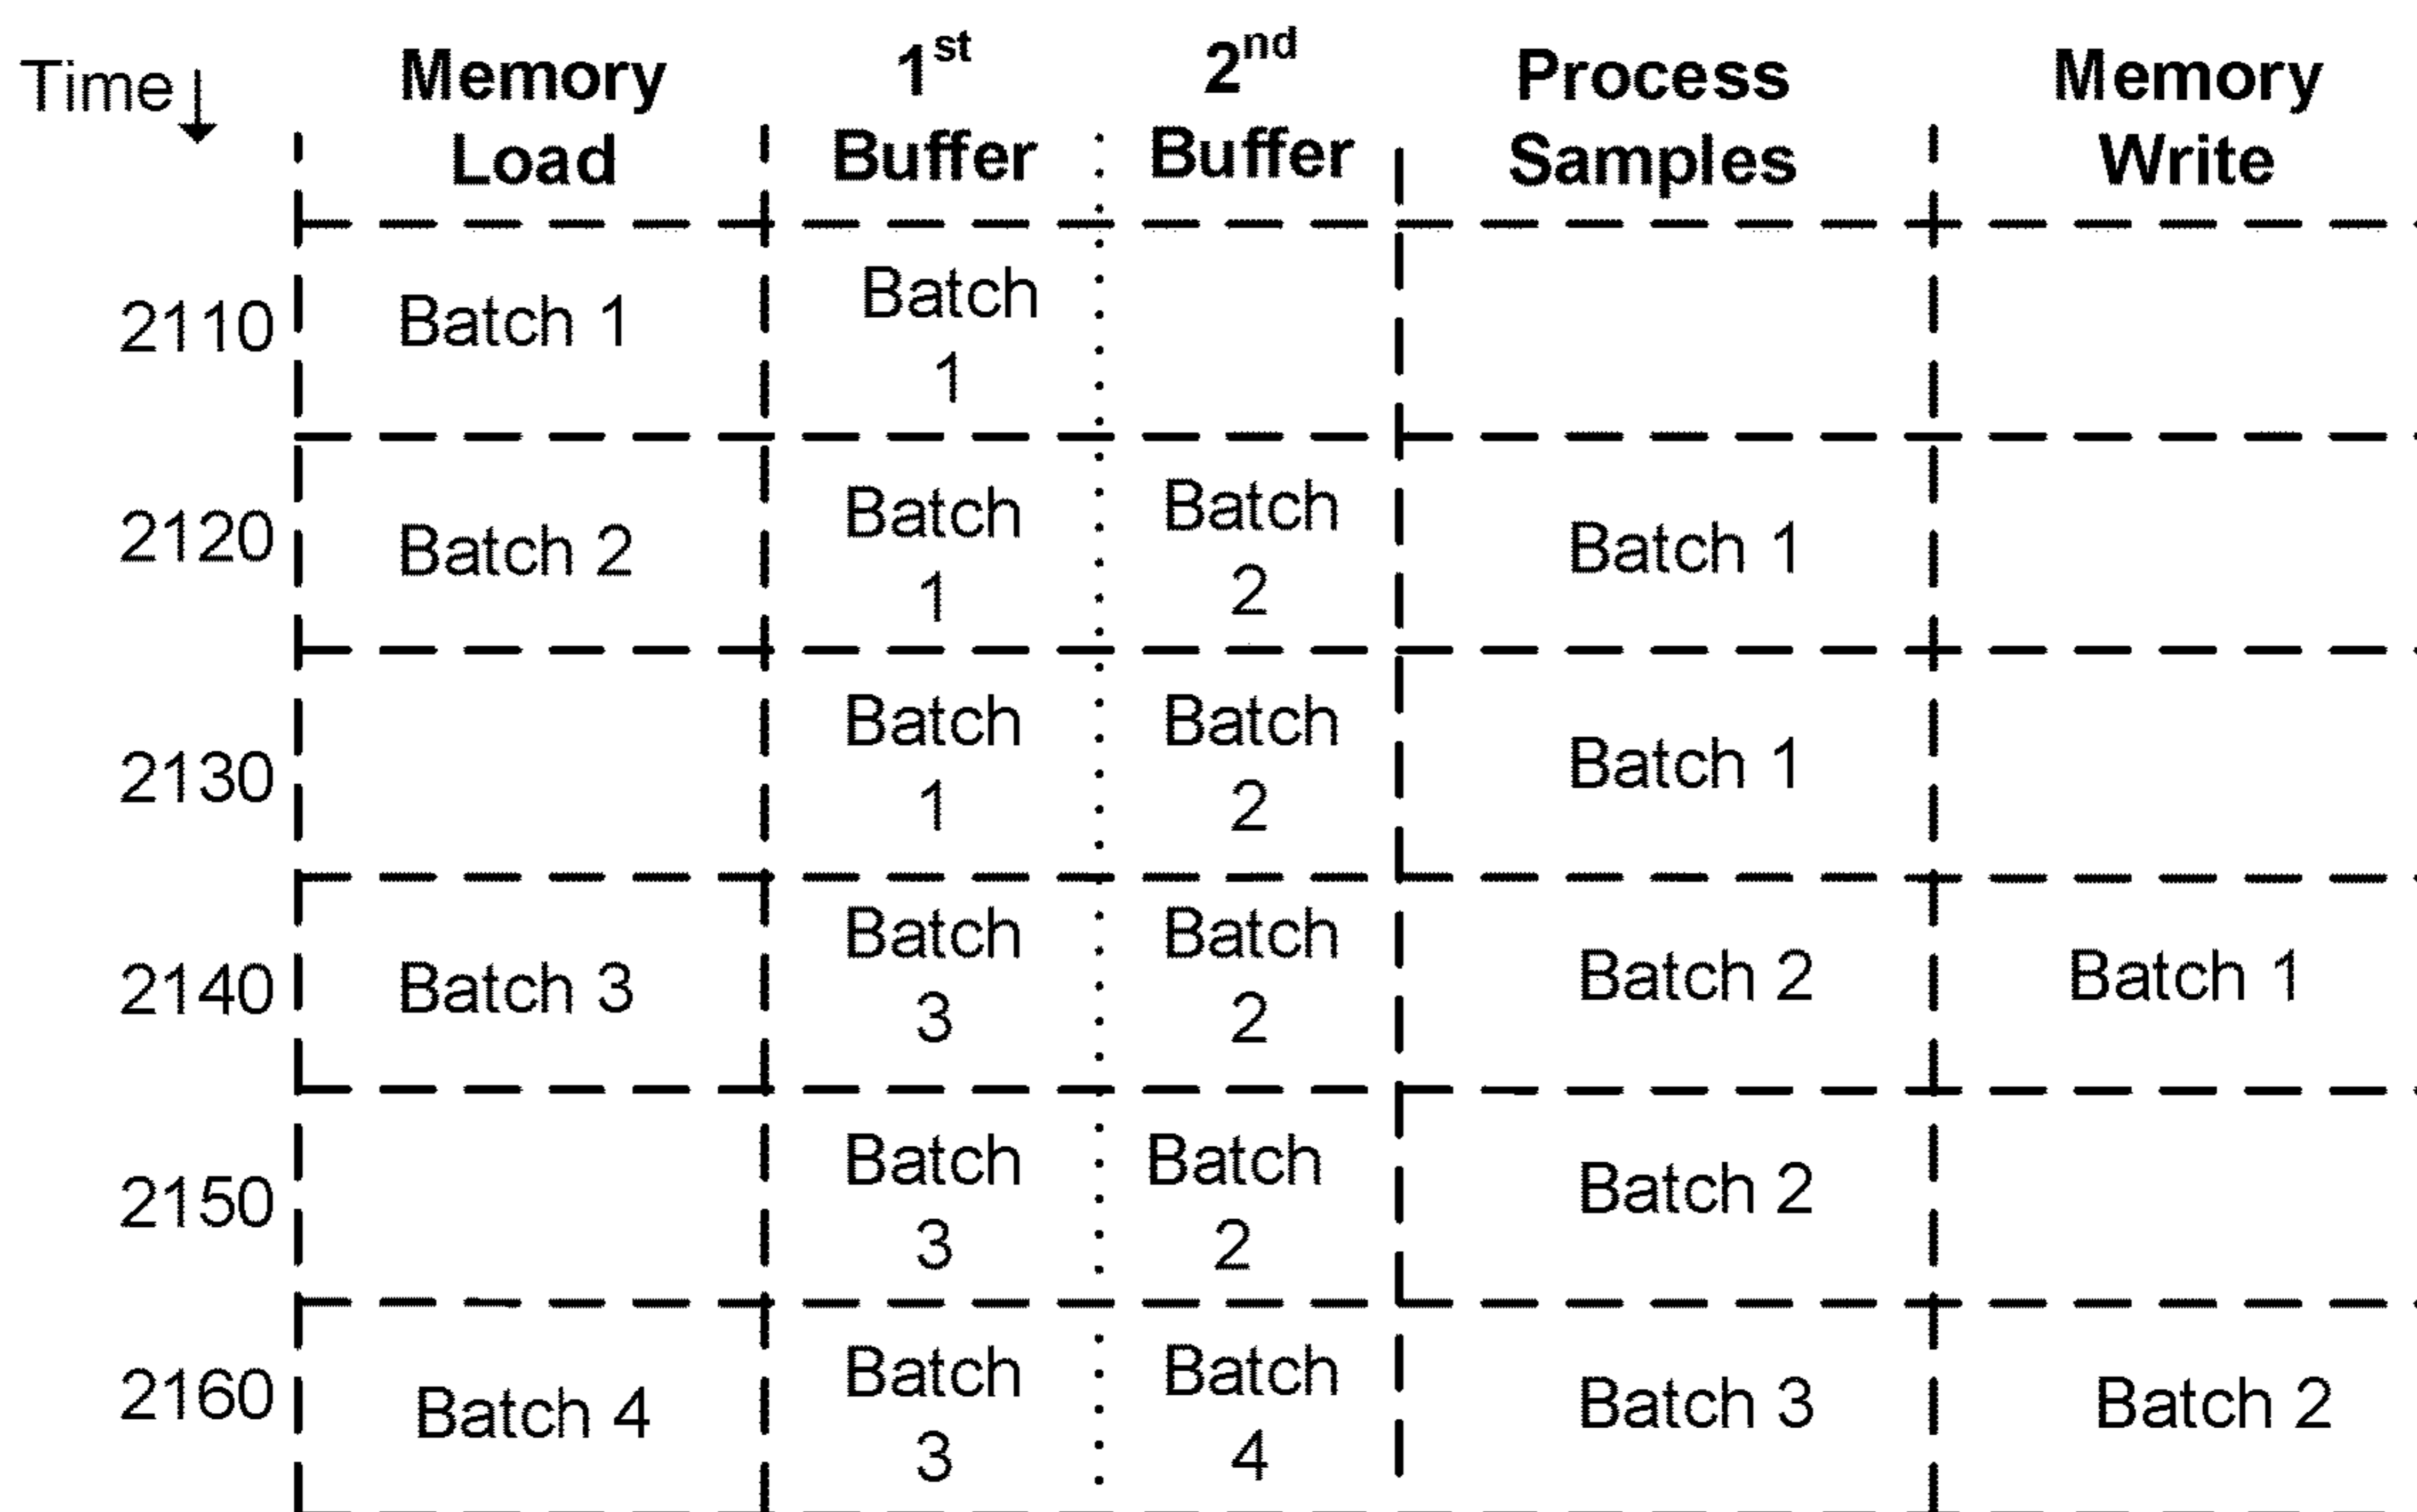 Time ↓ Memory Load 1st Buffer 2nd Buffer Process Samples Memory Write
2110 Batch 1 Batch 1
2120 Batch 2 Batch 1 Batch 2 Batch 1
2130 Batch 1 Batch 2 Batch 1
2140 Batch 3 Batch 3 Batch 2 Batch 2 Batch 1
2150 Batch 3 Batch 2 Batch 2
2160 Batch 4 Batch 3 Batch 4 Batch 3 Batch 2